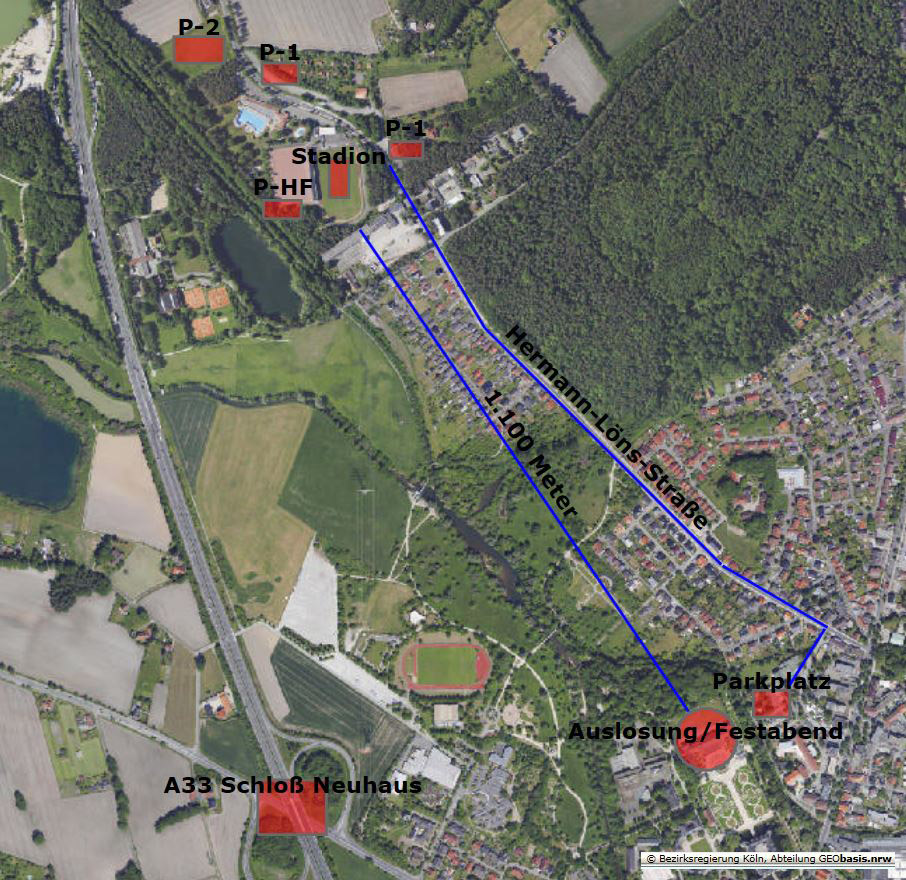 P-2
P-1
P-1
Stadion
P-HF
Hermann-Löns-Straße
1.100 Meter
Parkplatz
Auslosung/Festabend
A33 Schloß Neuhaus
© Bezirksregierung Köln, Abteilung GEObasis.nrw